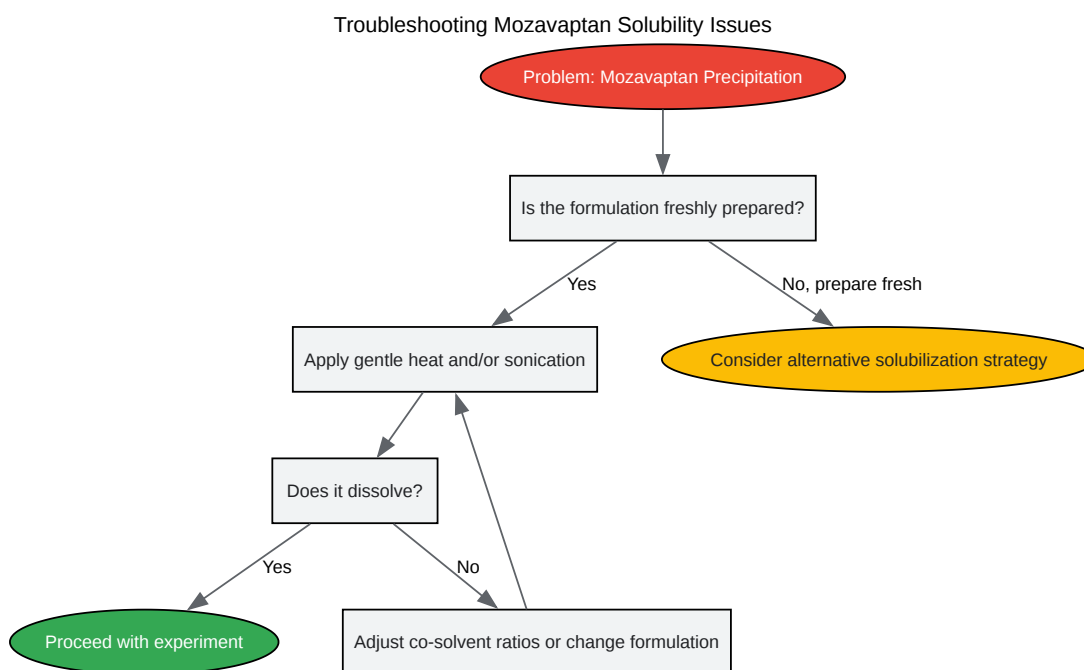 Troubleshooting Mozavaptan Solubility Issues
Problem: Mozavaptan Precipitation
Is the formulation freshly prepared?
Yes
No, prepare fresh
Apply gentle heat and/or sonication
Consider alternative solubilization strategy
Does it dissolve?
Yes
No
Proceed with experiment
Adjust co-solvent ratios or change formulation